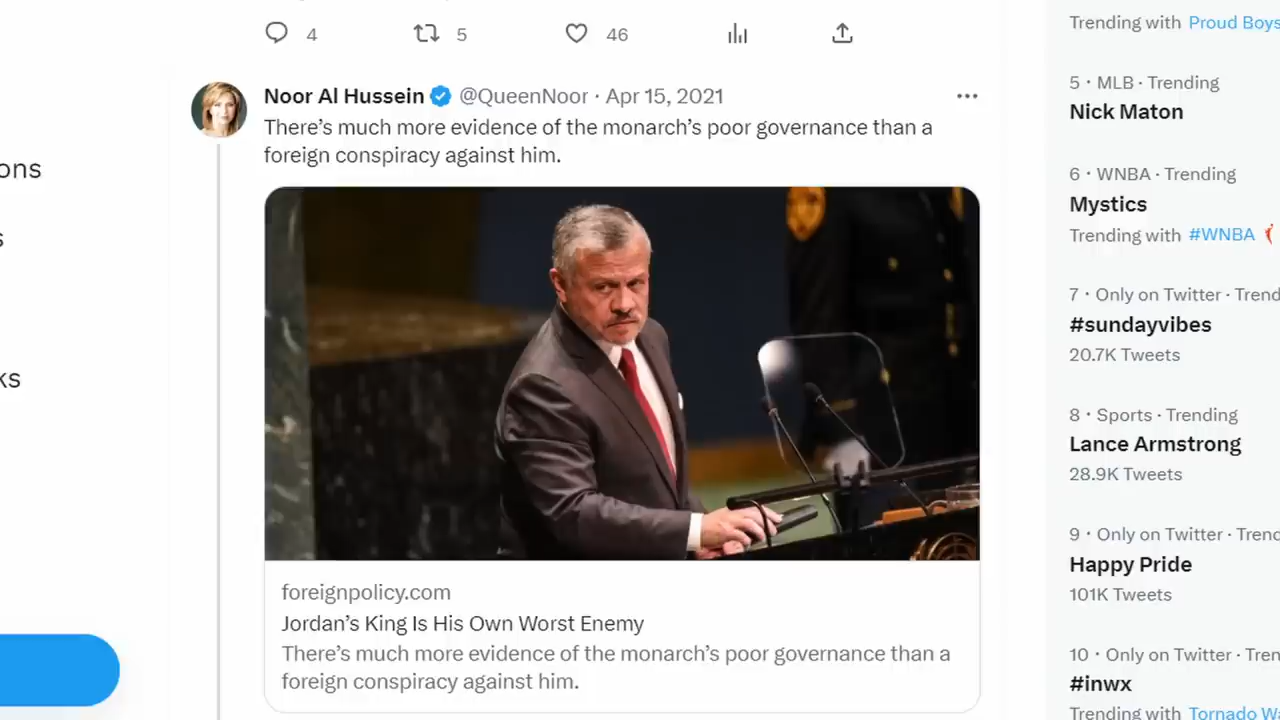 Trending with Proud Boys
4 5 46
5 · MLB · Trending
Nick Maton
Noor Al Hussein @QueenNoor · Apr 15, 2021
There's much more evidence of the monarch's poor governance than a
foreign conspiracy against him.
ons
s
ks
6 · WNBA · Trending
Mystics
Trending with #WNBA
7 · Only on Twitter · Trend
#sundayvibes
20.7K Tweets
8 · Sports · Trending
Lance Armstrong
28.9K Tweets
9 · Only on Twitter · Trend
Happy Pride
101K Tweets
foreignpolicy.com
Jordan's King Is His Own Worst Enemy
There's much more evidence of the monarch's poor governance than a
foreign conspiracy against him.
10 · Only on Twitter · Tren
#inwx
Trending with Tornado Wa